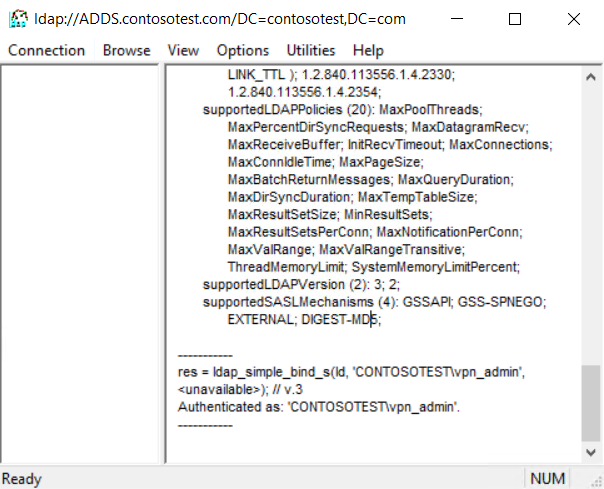 ldap://ADDS.contosotest.com/DC=contosotest,DC=com
Connection Browse View Options Utilities Help
LINK_TTL ); 1.2.840.113556.1.4.2330;
1.2.840.113556.1.4.2354;
supportedLDAPPolicies (20): MaxPoolThreads;
MaxPercentDirSyncRequests; MaxDatagramRecv;
MaxReceiveBuffer; InitRecvTimeout; MaxConnections;
MaxConnIdleTime; MaxPageSize;
MaxBatchReturnMessages; MaxQueryDuration;
MaxDirSyncDuration; MaxTempTableSize;
MaxResultSetSize; MinResultSets;
MaxResultSetsPerConn; MaxNotificationPerConn;
MaxValRange; MaxValRangeTransitive;
ThreadMemoryLimit; SystemMemoryLimitPercent;
supportedLDAPVersion (2): 3; 2;
supportedSASLMechanisms (4): GSSAPI; GSS-SPNEGO;
EXTERNAL; DIGEST-MD5;
-----------
res = ldap_simple_bind_s(ld, 'CONTOSOTEST\vpn_admin',
<unavailable>); // v.3
Authenticated as: 'CONTOSOTEST\vpn_admin'.
-----------
Ready NUM